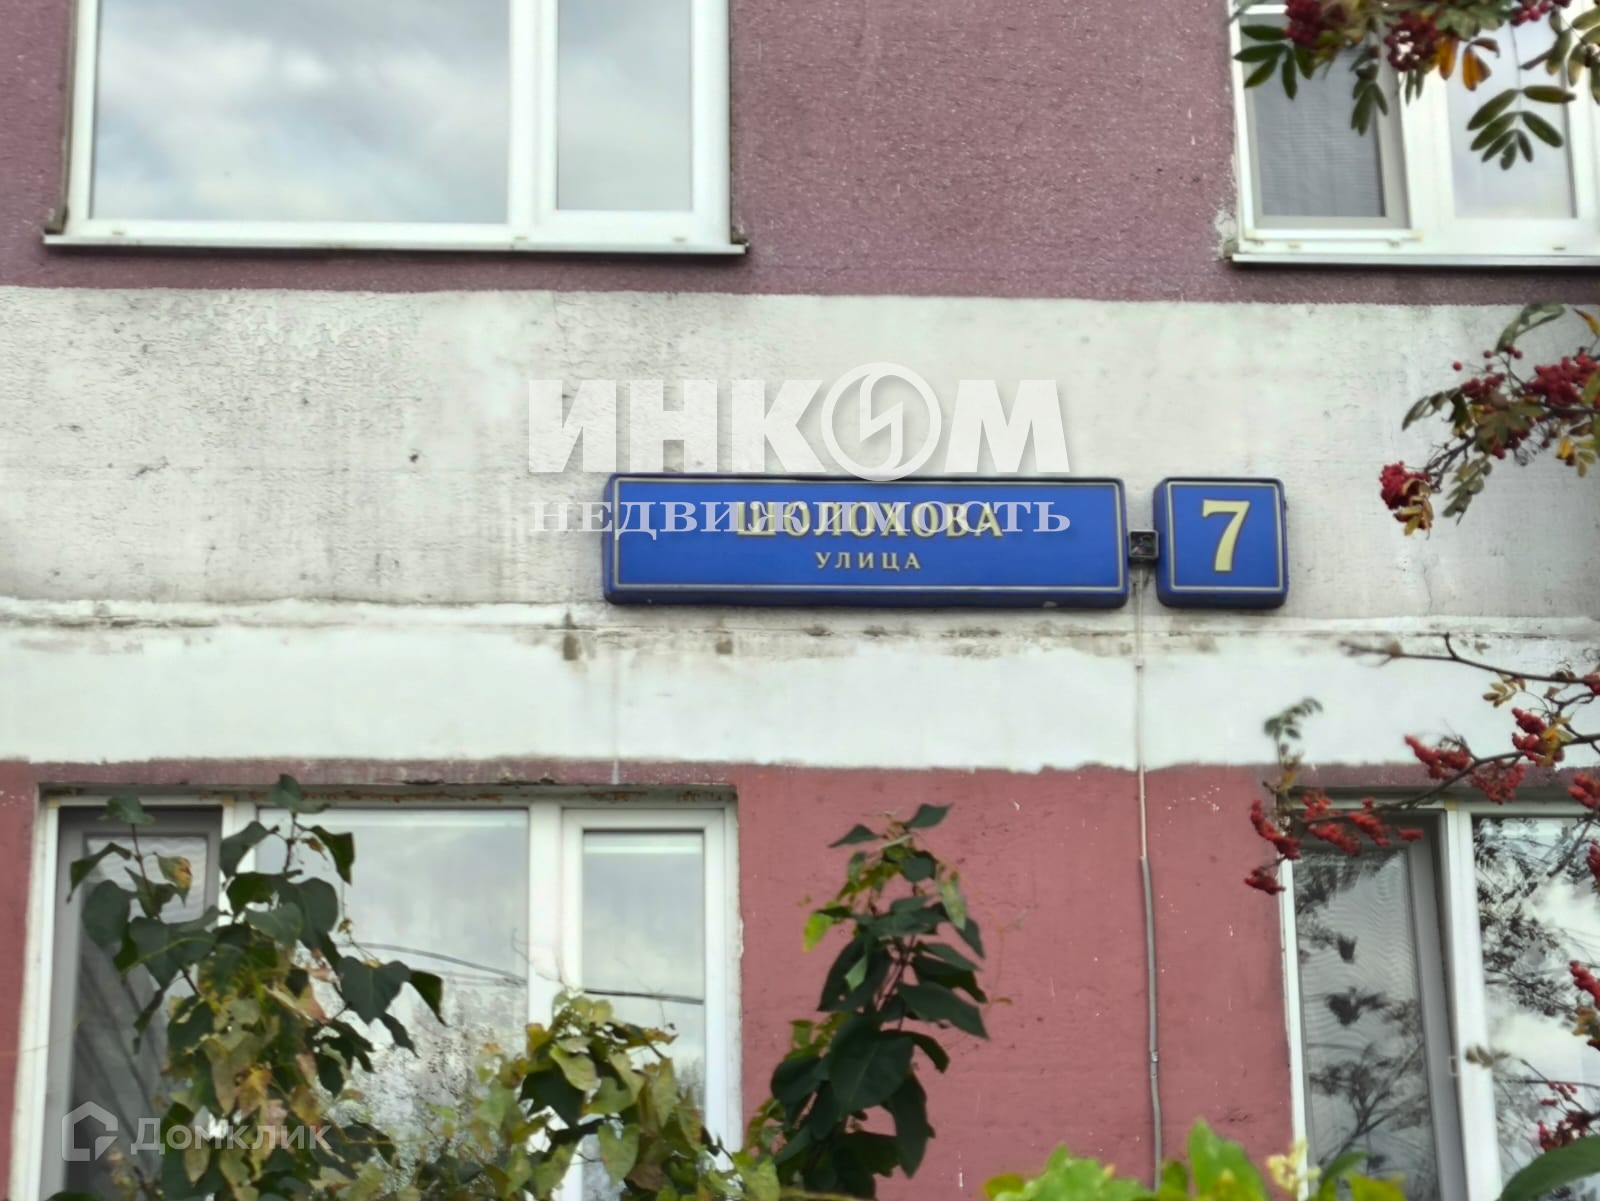 ИНКОМ
НЕДВИЖИМОСТЬ
ШОЛОХОВА
УЛИЦА
7
Домклик